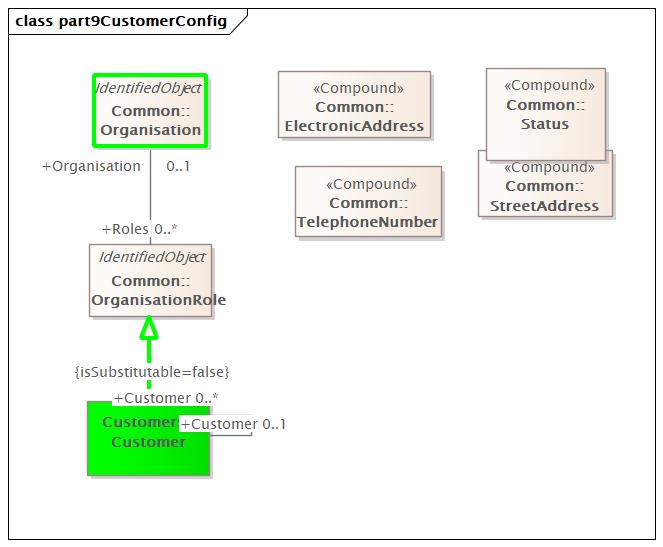 class part9CustomerConfig
IdentifiedObject
Common::
Organisation
«Compound»
Common::
ElectronicAddress
«Compound»
Common::
Status
+Organisation 0..1
«Compound»
Common::
TelephoneNumber
«Compound»
Common::
StreetAddress
+Roles 0..*
IdentifiedObject
Common::
OrganisationRole
{isSubstitutable=false}
+Customer 0..*
Customer
+Customer 0..1
Customer